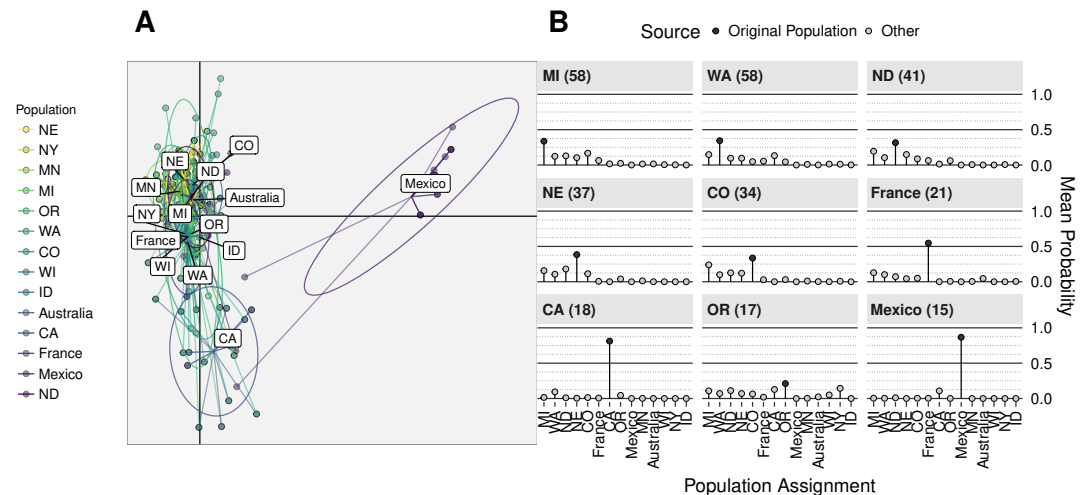 A
B
Source Original Population Other
Population
NE
NY
MN
MI
OR
WA
CO
WI
ID
Australia
CA
France
Mexico
ND
CO
NE
ND
MN
Australia
Mexico
NY
MI
OR
France
ID
WI
WA
CA
MI (58) WA (58) ND (41)
1.0
0.5
0.0
NE (37) CO (34) France (21)
1.0
0.5
0.0
CA (18) OR (17) Mexico (15)
1.0
0.5
0.0
Mean Probability
MI WA ND NE CO France CA OR Mexico MN Australia WI NY ID
MI WA ND NE CO France CA OR Mexico MN Australia WI NY ID
MI WA ND NE CO France CA OR Mexico MN Australia WI NY ID
Population Assignment